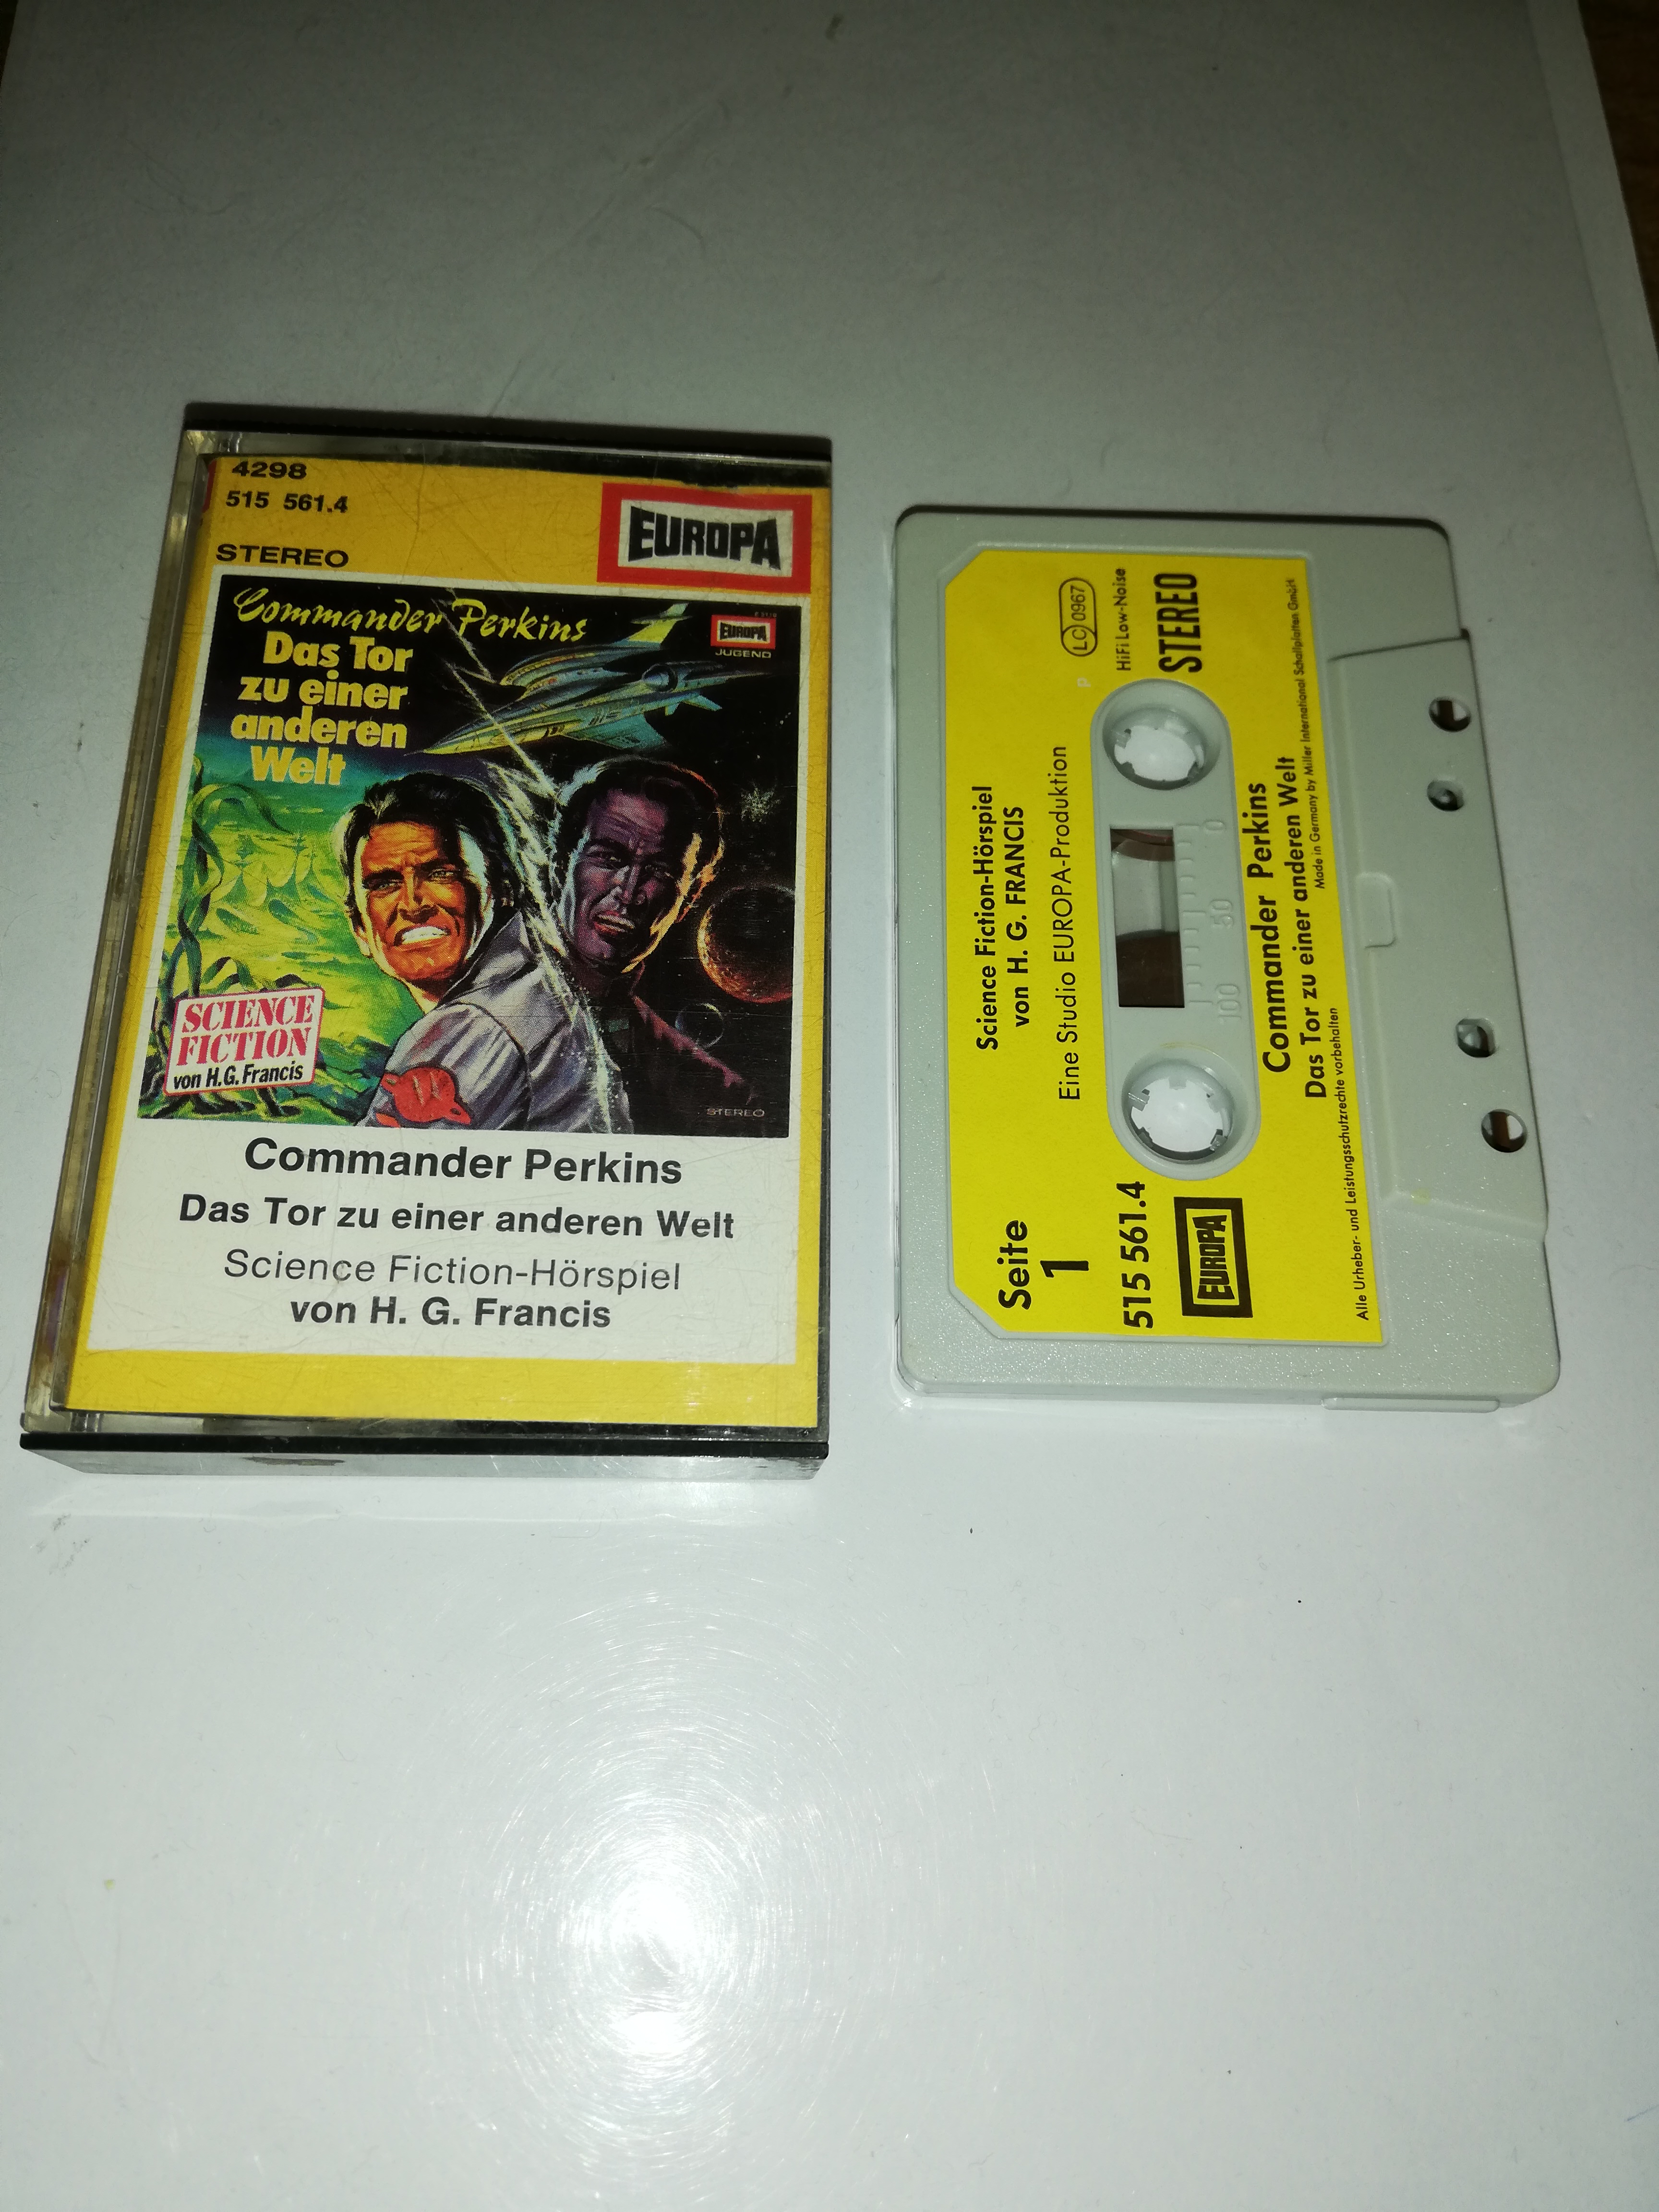 4298
515 561.4
EUROPA
STEREO
Commander Perkins
Das Tor
zu einer
anderen
Welt
EUROPA
JUGEND
SCIENCE
FICTION
von H.G. Francis
STEREO
Commander Perkins
Das Tor zu einer anderen Welt
Science Fiction-Hörspiel
von H. G. Francis
Science Fiction-Hörspiel
von H. G. FRANCIS
Eine Studio EUROPA-Produktion
LC 0967
HiFi Low-Noise
STEREO
P
Seite
1
515 561.4
EUROPA
100 50 0
Commander Perkins
Das Tor zu einer anderen Welt
Made in Germany by Miller International Schallplatten GmbH
Alle Urheber- und Leistungsschutzrechte vorbehalten